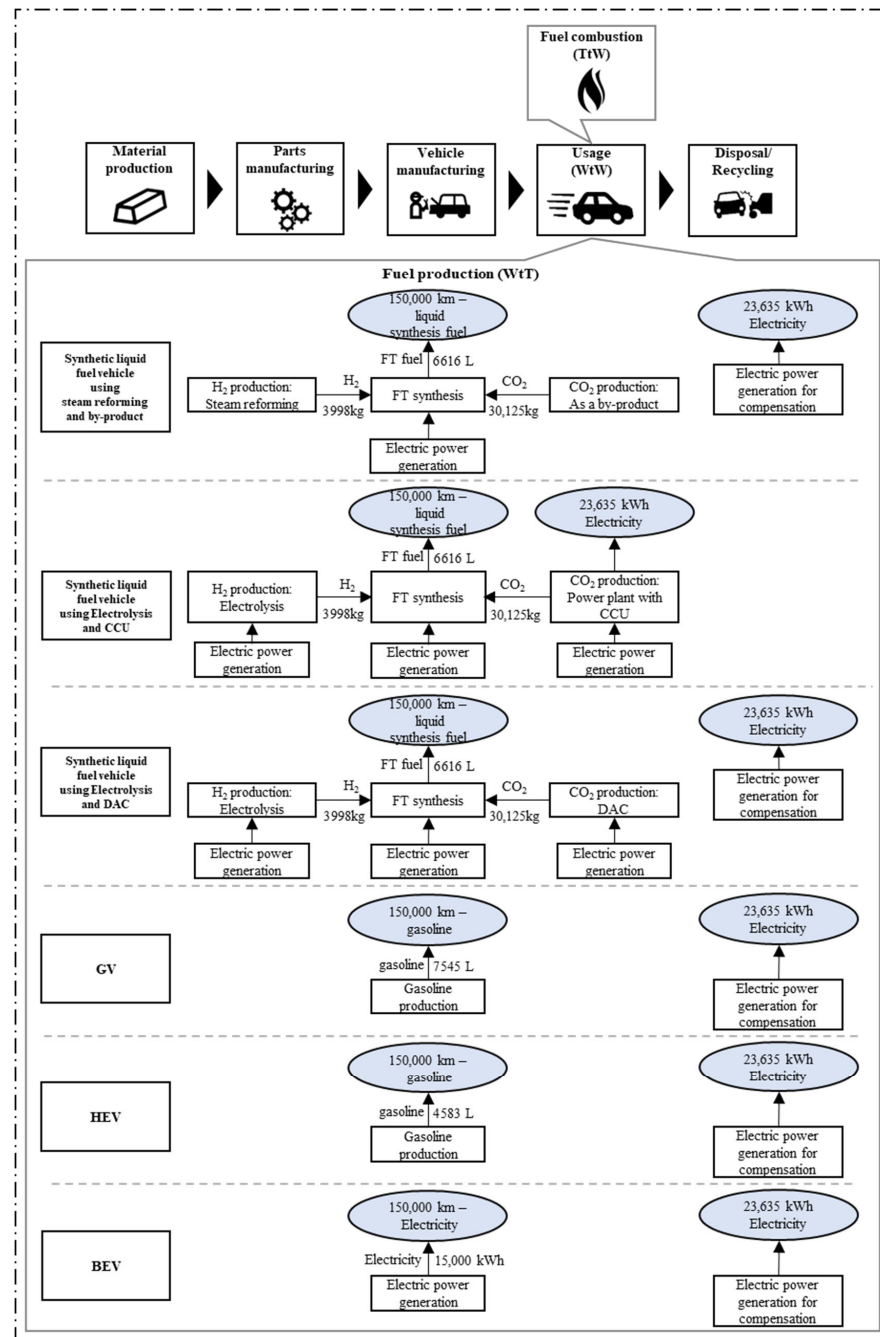 Fuel combustion
(TtW)
Material
production
Parts
manufacturing
Vehicle
manufacturing
Usage
(WtW)
Disposal/
Recycling
Fuel production (WtT)
Synthetic liquid
fuel vehicle
using
steam reforming
and by-product
150,000 km –
liquid
synthesis fuel
FT fuel
6616 L
H2 production:
Steam reforming
H2
3998kg
FT synthesis
CO2
30,125kg
CO2 production:
As a by-product
Electric power
generation
23,635 kWh
Electricity
Electric power
generation for
compensation
Synthetic liquid
fuel vehicle
using Electrolysis
and CCU
150,000 km –
liquid
synthesis fuel
FT fuel
6616 L
H2 production:
Electrolysis
H2
3998kg
FT synthesis
CO2
30,125kg
CO2 production:
Power plant with
CCU
23,635 kWh
Electricity
Electric power
generation
Electric power
generation
Electric power
generation
Synthetic liquid
fuel vehicle
using Electrolysis
and DAC
150,000 km –
liquid
synthesis fuel
FT fuel
6616 L
H2 production:
Electrolysis
H2
3998kg
FT synthesis
CO2
30,125kg
CO2 production:
DAC
Electric power
generation
Electric power
generation
Electric power
generation
23,635 kWh
Electricity
Electric power
generation for
compensation
GV
150,000 km –
gasoline
gasoline
7545 L
Gasoline
production
23,635 kWh
Electricity
Electric power
generation for
compensation
HEV
150,000 km –
gasoline
gasoline
4583 L
Gasoline
production
23,635 kWh
Electricity
Electric power
generation for
compensation
BEV
150,000 km –
Electricity
Electricity
15,000 kWh
Electric power
generation
23,635 kWh
Electricity
Electric power
generation for
compensation